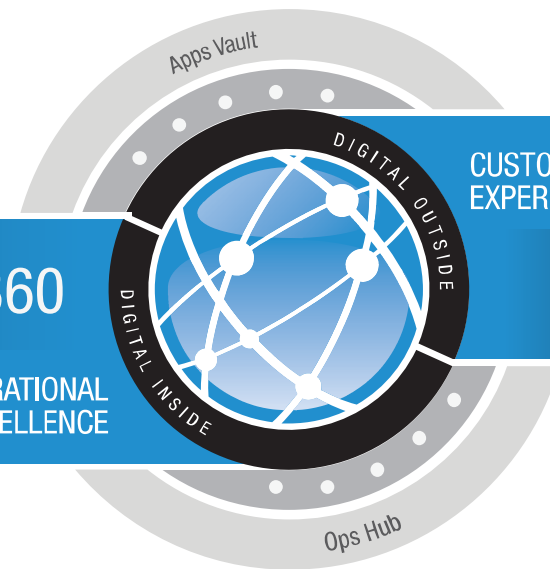 Apps Vault
DIGITAL OUTSIDE
CUSTO
EXPER
360
DIGITAL INSIDE
RATIONAL
ELLENCE
Ops Hub